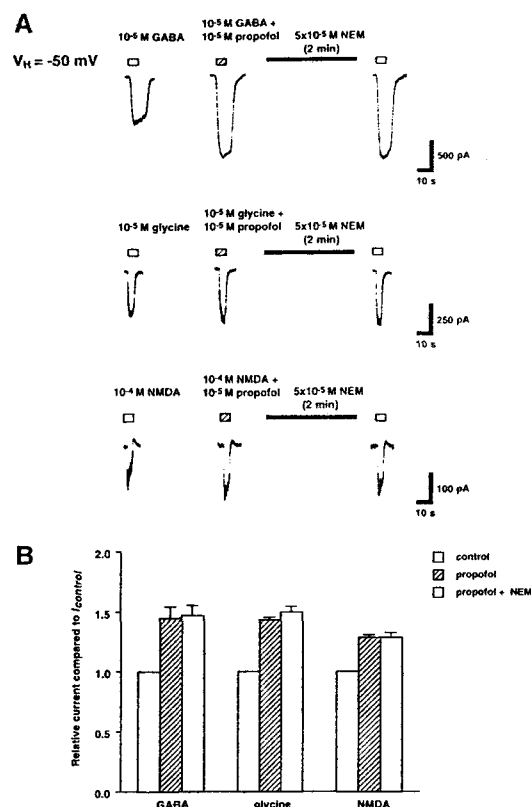 A
10-6 M GABA
10-5 M GABA +
10-5 M propofol
5x10-5 M NEM
(2 min)
VH = -50 mV
500 pA
10 s
10-5 M glycine
10-5 M glycine +
10-5 M propofol
5x10-5 M NEM
(2 min)
250 pA
10 s
10-4 M NMDA
10-4 M NMDA +
10-5 M propofol
5x10-5 M NEM
(2 min)
100 pA
10 s
B
Relative current compared to Icontrol
2.0
1.5
1.0
0.5
0.0
control
propofol
propofol + NEM
GABA
glycine
NMDA